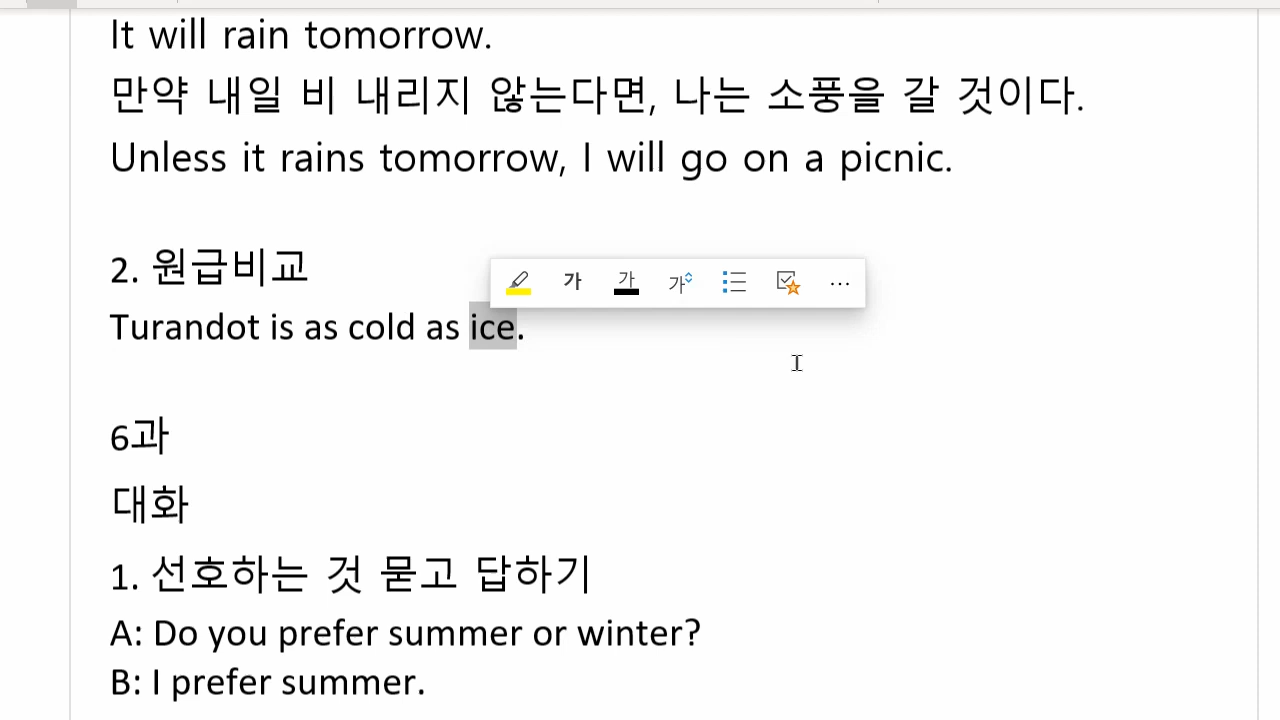 It will rain tomorrow.
만약 내일 비 내리지 않는다면, 나는 소풍을 갈 것이다.
Unless it rains tomorrow, I will go on a picnic.
2. 원급비교
가 가 가 ...
Turandot is as cold as ice.
6과
대화
1. 선호하는 것 묻고 답하기
A: Do you prefer summer or winter?
B: I prefer summer.